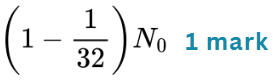 (1 − 1/32) N₀ 1 mark